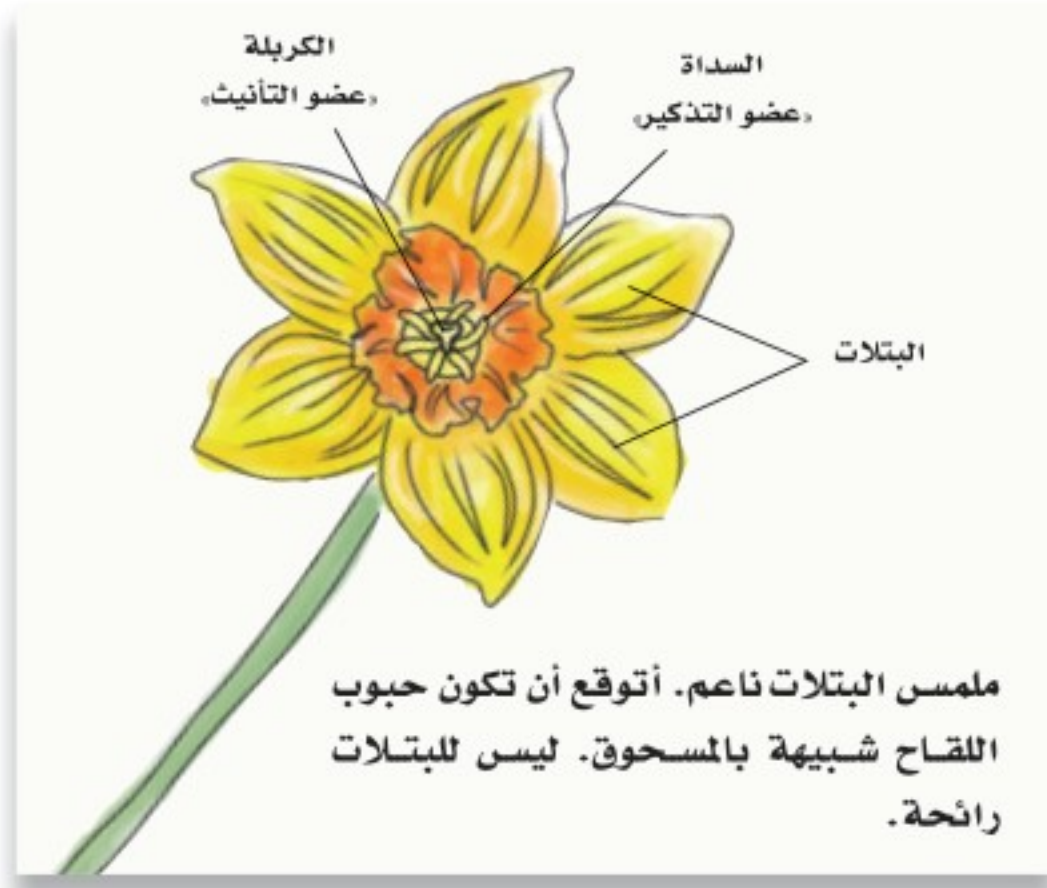 الكربلة
«عضو التأنيث»
السداة
«عضو التذكير»
البتلات
ملمس البتلات ناعم. أتوقع أن تكون حبوب
اللقاح شبيهة بالمسحوق. ليس للبتلات
رائحة.